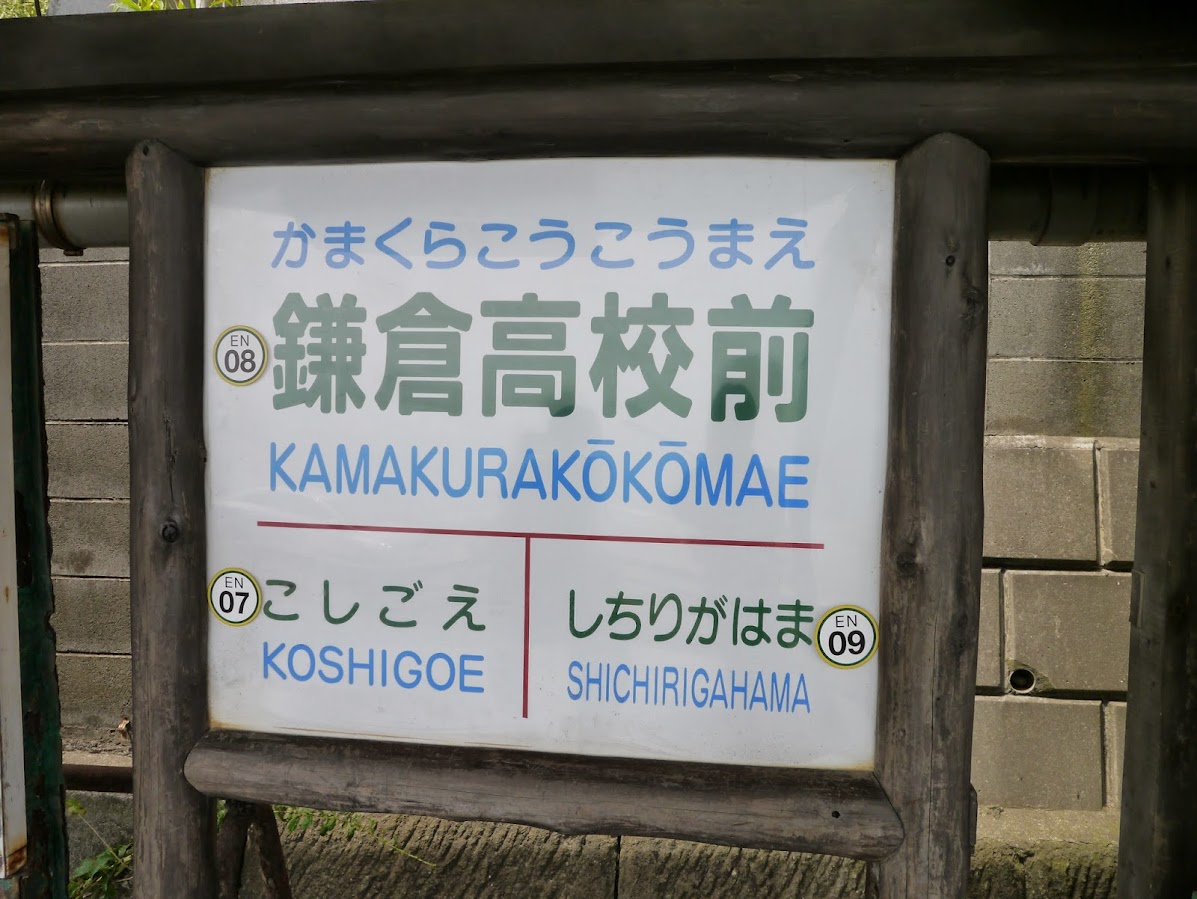 かまくらこうこうまえ
EN
08
鎌倉高校前
KAMAKURAKŌKŌMAE
EN
07
こしごえ
KOSHIGOE
しちりがはま
EN
09
SHICHIRIGAHAMA